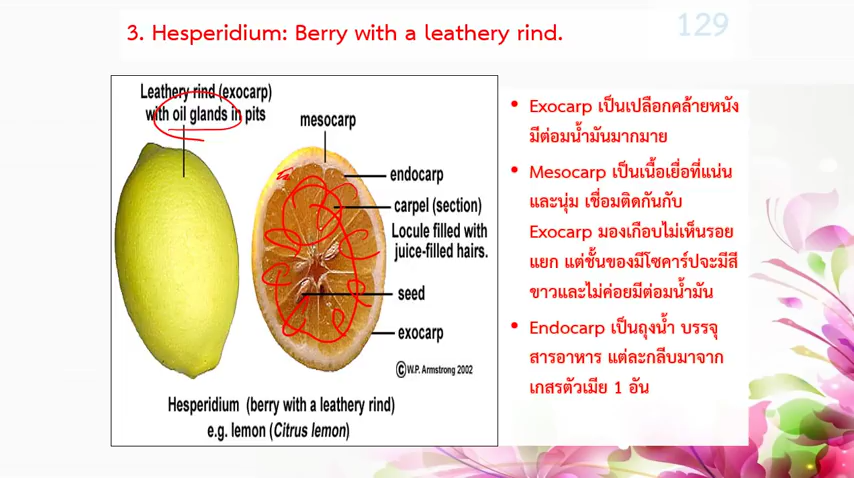 129
3. Hesperidium: Berry with a leathery rind.
Leathery rind (exocarp)
with oil glands in pits
mesocarp
endocarp
carpel (section)
Locule filled with
juice-filled hairs.
seed
exocarp
©W.P. Armstrong 2002
Hesperidium (berry with a leathery rind)
e.g. lemon (Citrus lemon)
• Exocarp เป็นเปลือกคล้ายหนัง
มีต่อมน้ำมันมากมาย
• Mesocarp เป็นเนื้อเยื่อที่แน่น
และนุ่ม เชื่อมติดกันกับ
Exocarp มองเกือบไม่เห็นรอย
แยก แต่ชั้นของมีโซคาร์ปจะมีสี
ขาวและไม่ค่อยมีต่อมน้ำมัน
• Endocarp เป็นถุงน้ำ บรรจุ
สารอาหาร แต่ละกลีบมาจาก
เกสรตัวเมีย 1 อัน